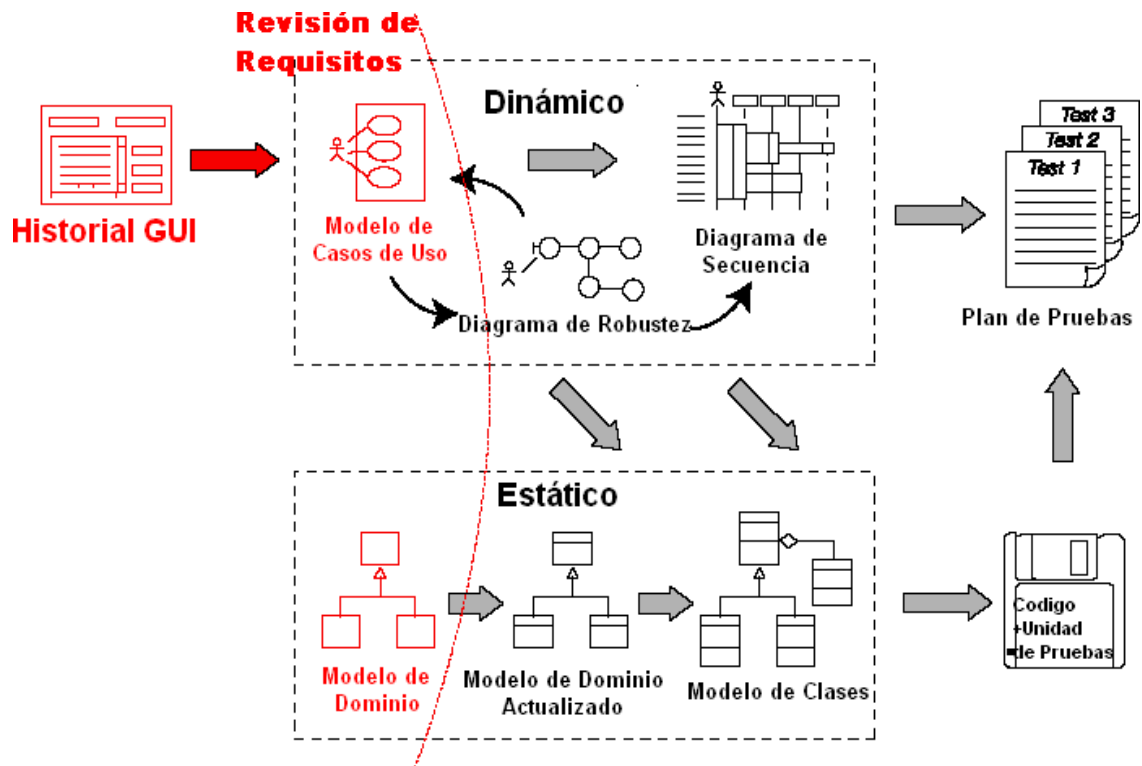 Revisión de
Requisitos
Dinámico
Test 3
Test 2
Test 1
Historial GUI
Modelo de
Casos de Uso
Diagrama de
Secuencia
Diagrama de Robustez
Plan de Pruebas
Estático
Codigo
+Unidad
de Pruebas
Modelo de
Dominio
Modelo de Dominio
Actualizado
Modelo de Clases